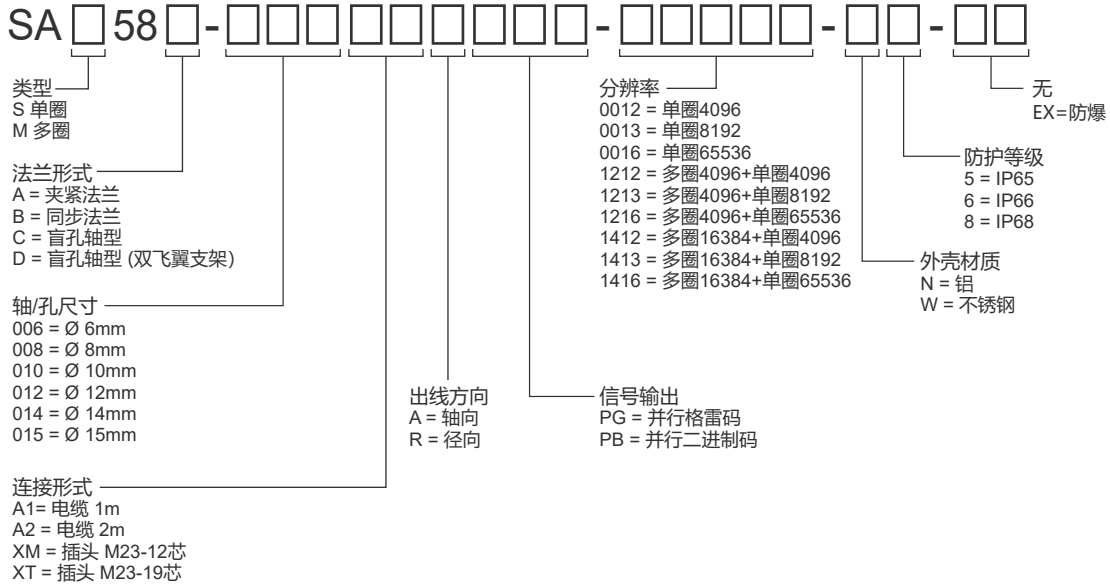 SA□58□-□□□□□□□□□-□□□□□-□□-□□
类型
S 单圈
M 多圈
法兰形式
A = 夹紧法兰
B = 同步法兰
C = 盲孔轴型
D = 盲孔轴型 (双飞翼支架)
轴/孔尺寸
006 = Ø 6mm
008 = Ø 8mm
010 = Ø 10mm
012 = Ø 12mm
014 = Ø 14mm
015 = Ø 15mm
连接形式
A1= 电缆 1m
A2 = 电缆 2m
XM = 插头 M23-12芯
XT = 插头 M23-19芯
出线方向
A = 轴向
R = 径向
信号输出
PG = 并行格雷码
PB = 并行二进制码
分辨率
0012 = 单圈4096
0013 = 单圈8192
0016 = 单圈65536
1212 = 多圈4096+单圈4096
1213 = 多圈4096+单圈8192
1216 = 多圈4096+单圈65536
1412 = 多圈16384+单圈4096
1413 = 多圈16384+单圈8192
1416 = 多圈16384+单圈65536
外壳材质
N = 铝
W = 不锈钢
防护等级
5 = IP65
6 = IP66
8 = IP68
无
EX=防爆